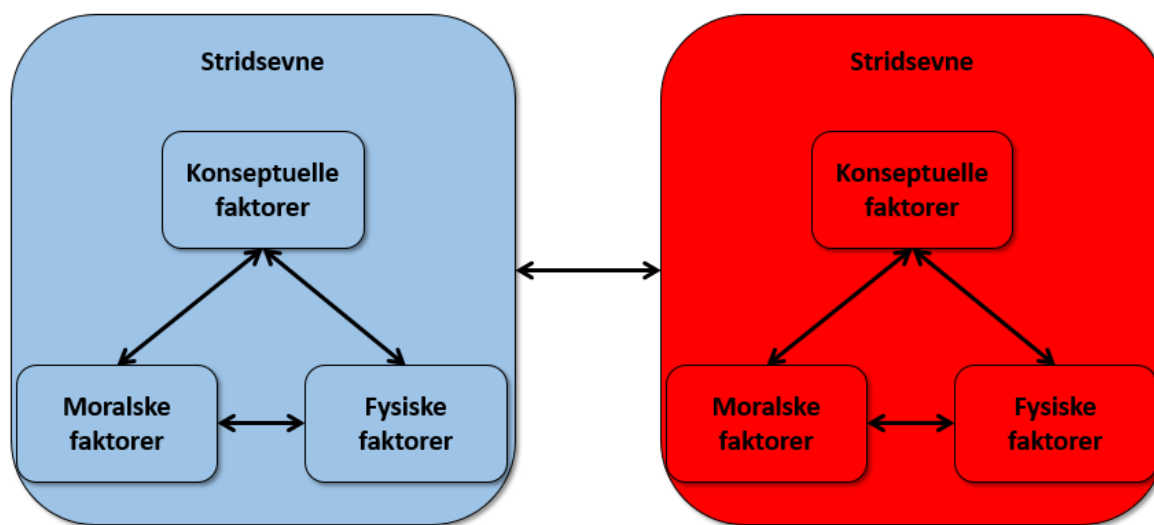 Stridsevne
Konseptuelle
faktorer
Moralske
faktorer
Fysiske
faktorer
Stridsevne
Konseptuelle
faktorer
Moralske
faktorer
Fysiske
faktorer